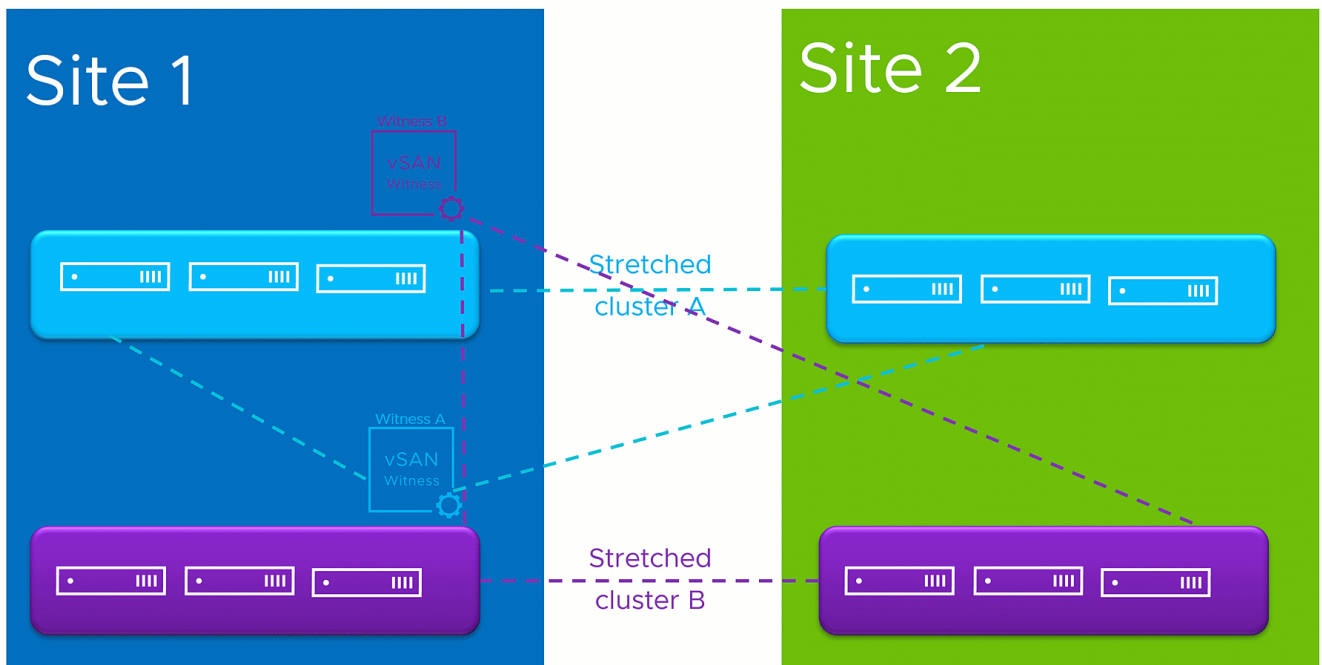 Site 1
Site 2
Witness B
vSAN
Witness
Stretched
cluster A
Witness A
vSAN
Witness
Stretched
cluster B